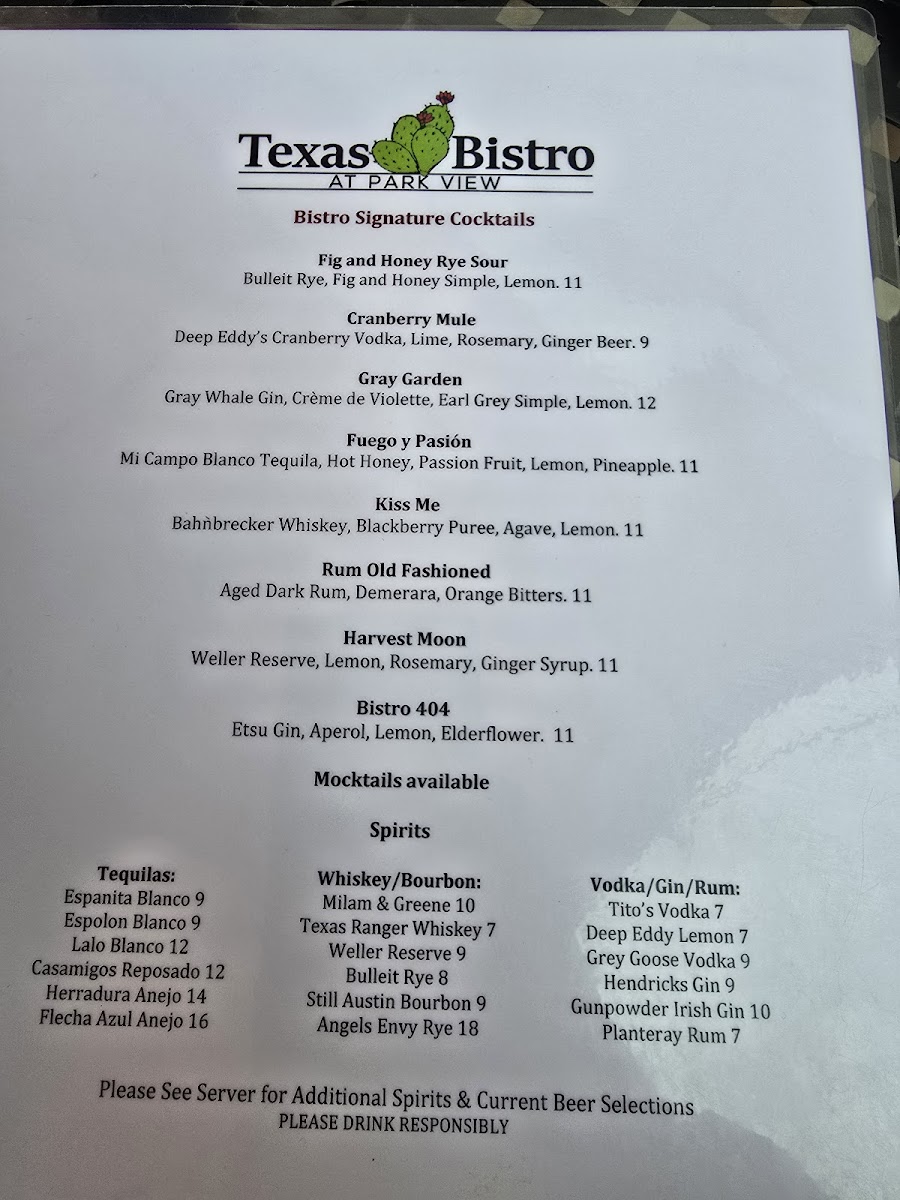 Texas Bistro
AT PARK VIEW
Bistro Signature Cocktails
Fig and Honey Rye Sour
Bulleit Rye, Fig and Honey Simple, Lemon. 11
Cranberry Mule
Deep Eddy's Cranberry Vodka, Lime, Rosemary, Ginger Beer. 9
Gray Garden
Gray Whale Gin, Crème de Violette, Earl Grey Simple, Lemon. 12
Fuego y Pasión
Mi Campo Blanco Tequila, Hot Honey, Passion Fruit, Lemon, Pineapple. 11
Kiss Me
Bahǹbrecker Whiskey, Blackberry Puree, Agave, Lemon. 11
Rum Old Fashioned
Aged Dark Rum, Demerara, Orange Bitters. 11
Harvest Moon
Weller Reserve, Lemon, Rosemary, Ginger Syrup. 11
Bistro 404
Etsu Gin, Aperol, Lemon, Elderflower. 11
Mocktails available
Spirits
Tequilas:
Espanita Blanco 9
Espolon Blanco 9
Lalo Blanco 12
Casamigos Reposado 12
Herradura Anejo 14
Flecha Azul Anejo 16
Whiskey/Bourbon:
Milam & Greene 10
Texas Ranger Whiskey 7
Weller Reserve 9
Bulleit Rye 8
Still Austin Bourbon 9
Angels Envy Rye 18
Vodka/Gin/Rum:
Tito's Vodka 7
Deep Eddy Lemon 7
Grey Goose Vodka 9
Hendricks Gin 9
Gunpowder Irish Gin 10
Planteray Rum 7
Please See Server for Additional Spirits & Current Beer Selections
PLEASE DRINK RESPONSIBLY